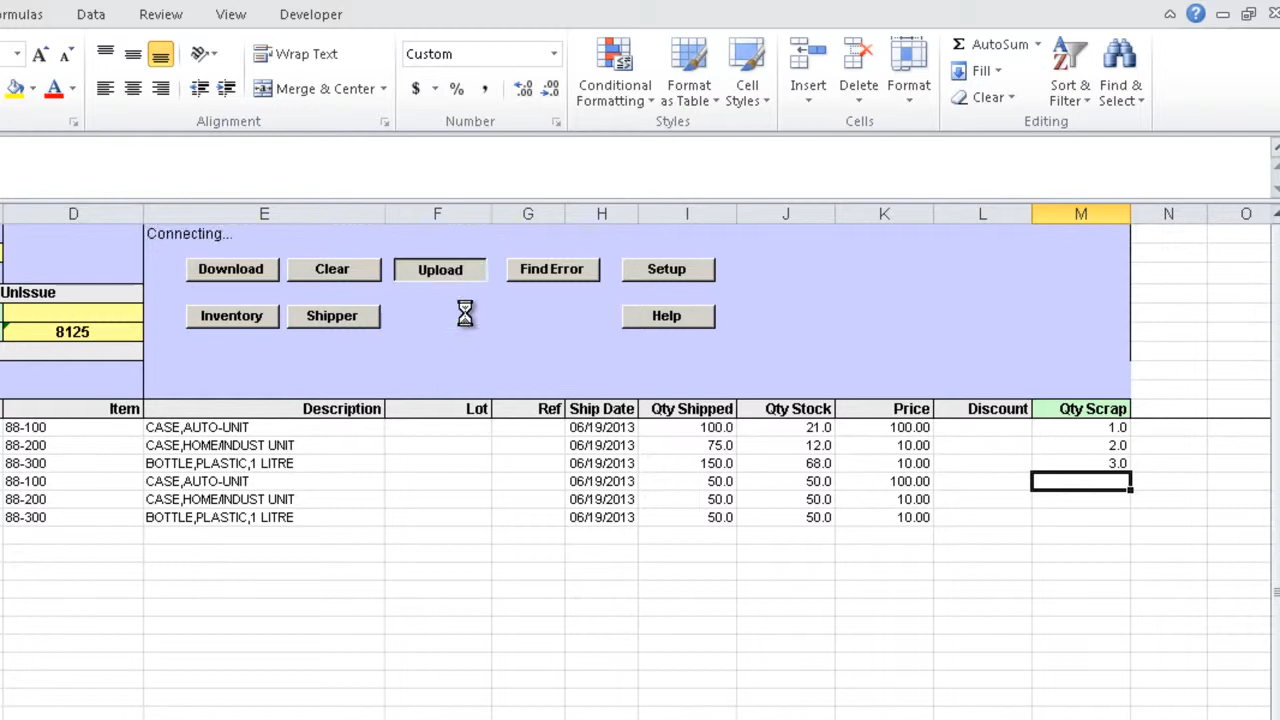 ormulas Data Review View Developer
Wrap Text Custom AutoSum
Merge & Center $ % , Conditional Formatting Format as Table Cell Styles Insert Delete Format Fill Sort & Filter Find & Select
Clear
Alignment Number Styles Cells Editing
D E F G H I J K L M N O
Connecting...
Download Clear Upload Find Error Setup
UnIssue
Inventory Shipper Help
8125
Item Description Lot Ref Ship Date Qty Shipped Qty Stock Price Discount Qty Scrap
88-100 CASE,AUTO-UNIT 06/19/2013 100.0 21.0 100.00 1.0
88-200 CASE,HOME/INDUST UNIT 06/19/2013 75.0 12.0 10.00 2.0
88-300 BOTTLE,PLASTIC,1 LITRE 06/19/2013 150.0 68.0 10.00 3.0
88-100 CASE,AUTO-UNIT 06/19/2013 50.0 50.0 100.00
88-200 CASE,HOME/INDUST UNIT 06/19/2013 50.0 50.0 10.00
88-300 BOTTLE,PLASTIC,1 LITRE 06/19/2013 50.0 50.0 10.00